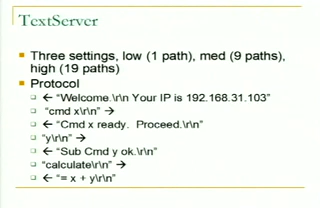 TextServer
Three settings, low (1 path), med (9 paths),
high (19 paths)
Protocol
← “Welcome.\r\n Your IP is 192.168.31.103”
“cmd x\r\n” →
← “Cmd x ready. Proceed.\r\n”
“y\r\n” →
← “Sub Cmd y ok.\r\n”
“calculate\r\n” →
← “= x + y\r\n”